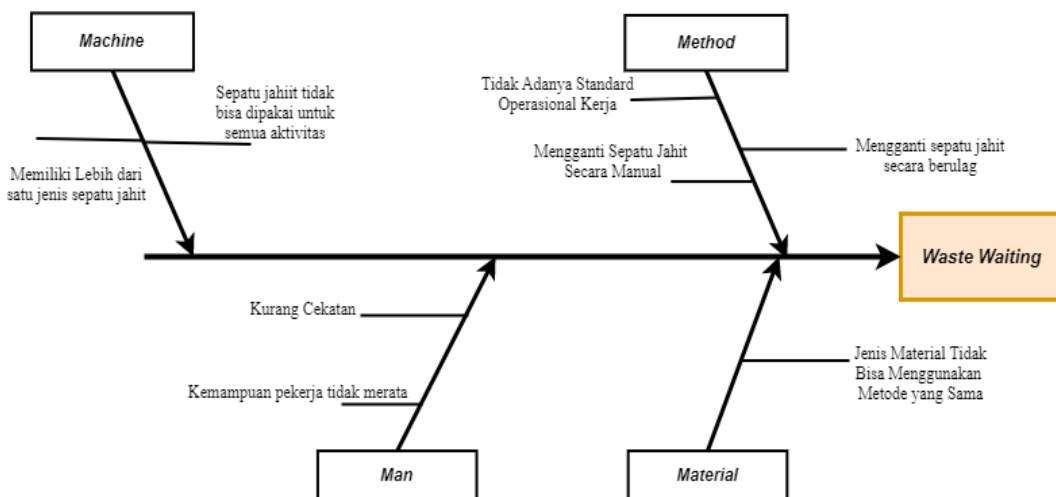 Machine
Method
Sepatu jahiit tidak
bisa dipakai untuk
semua aktivitas
Memiliki Lebih dari
satu jenis sepatu jahit
Tidak Adanya Standard
Operasional Kerja
Mengganti Sepatu Jahit
Secara Manual
Mengganti sepatu jahit
secara berulag
Waste Waiting
Kurang Cekatan
Kemampuan pekerja tidak merata
Jenis Material Tidak
Bisa Menggunakan
Metode yang Sama
Man
Material